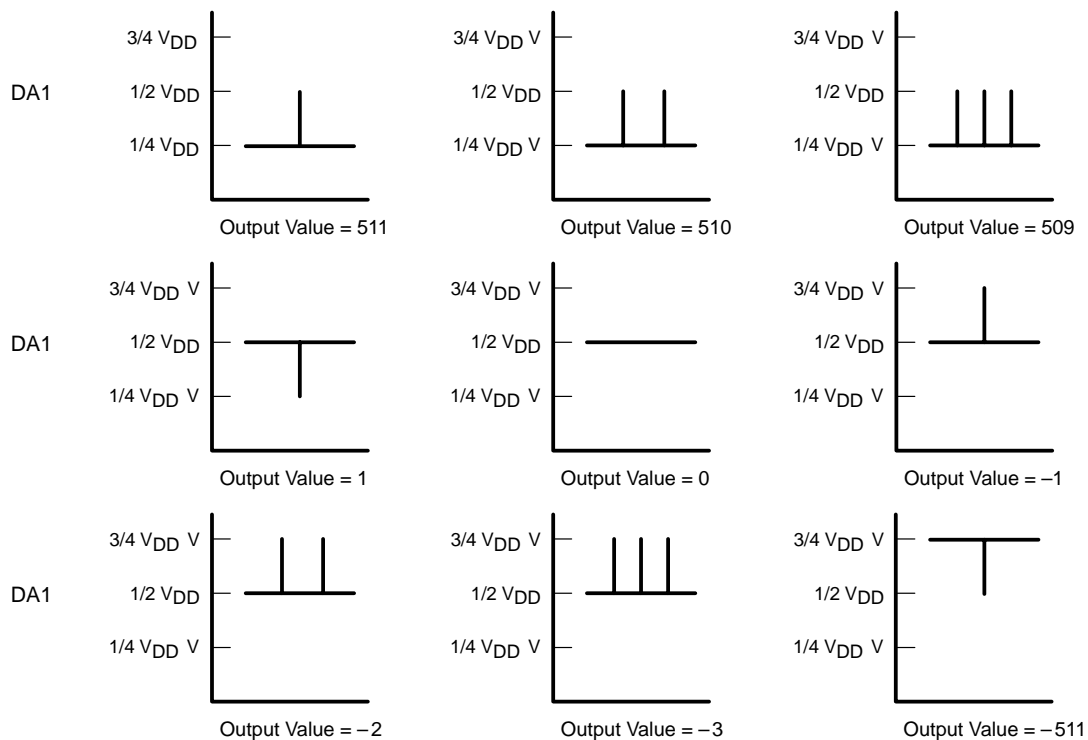 3/4 VDD
DA1
1/2 VDD
1/4 VDD
Output Value = 511
3/4 VDD V
1/2 VDD
1/4 VDD V
Output Value = 510
3/4 VDD V
1/2 VDD
1/4 VDD V
Output Value = 509
3/4 VDD V
DA1
1/2 VDD
1/4 VDD V
Output Value = 1
3/4 VDD V
1/2 VDD
1/4 VDD V
Output Value = 0
3/4 VDD V
1/2 VDD
1/4 VDD V
Output Value = –1
3/4 VDD V
DA1
1/2 VDD
1/4 VDD V
Output Value = –2
3/4 VDD V
1/2 VDD
1/4 VDD V
Output Value = –3
3/4 VDD V
1/2 VDD
1/4 VDD V
Output Value = –511